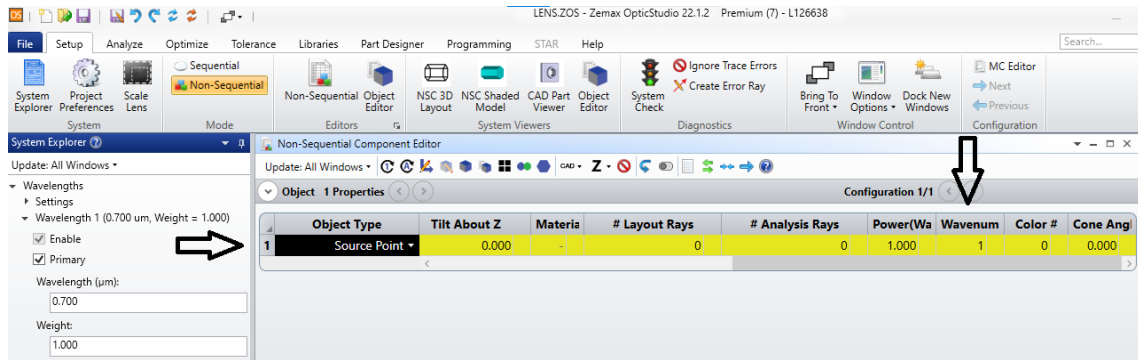 OS LENS.ZOS - Zemax OpticStudio 22.1.2 Premium (7) - L126638
File Setup Analyze Optimize Tolerance Libraries Part Designer Programming STAR Help Search...
System Explorer Project Preferences Scale Lens Sequential Non-Sequential Non-Sequential Object Editor NSC 3D Layout NSC Shaded Model CAD Part Viewer Object Editor System Check Ignore Trace Errors Create Error Ray Bring To Front Window Options Dock New Windows MC Editor Next Previous
System Mode Editors System Viewers Diagnostics Window Control Configuration
System Explorer ? Non-Sequential Component Editor
Update: All Windows Update: All Windows CAD Z
Wavelengths Object 1 Properties Configuration 1/1
Settings
Wavelength 1 (0.700 um, Weight = 1.000) Object Type Tilt About Z Materia # Layout Rays # Analysis Rays Power(Wa Wavenum Color # Cone Angl
Enable 1 Source Point 0.000 - 0 0 1.000 1 0 0.000
Primary
Wavelength (µm):
0.700
Weight:
1.000